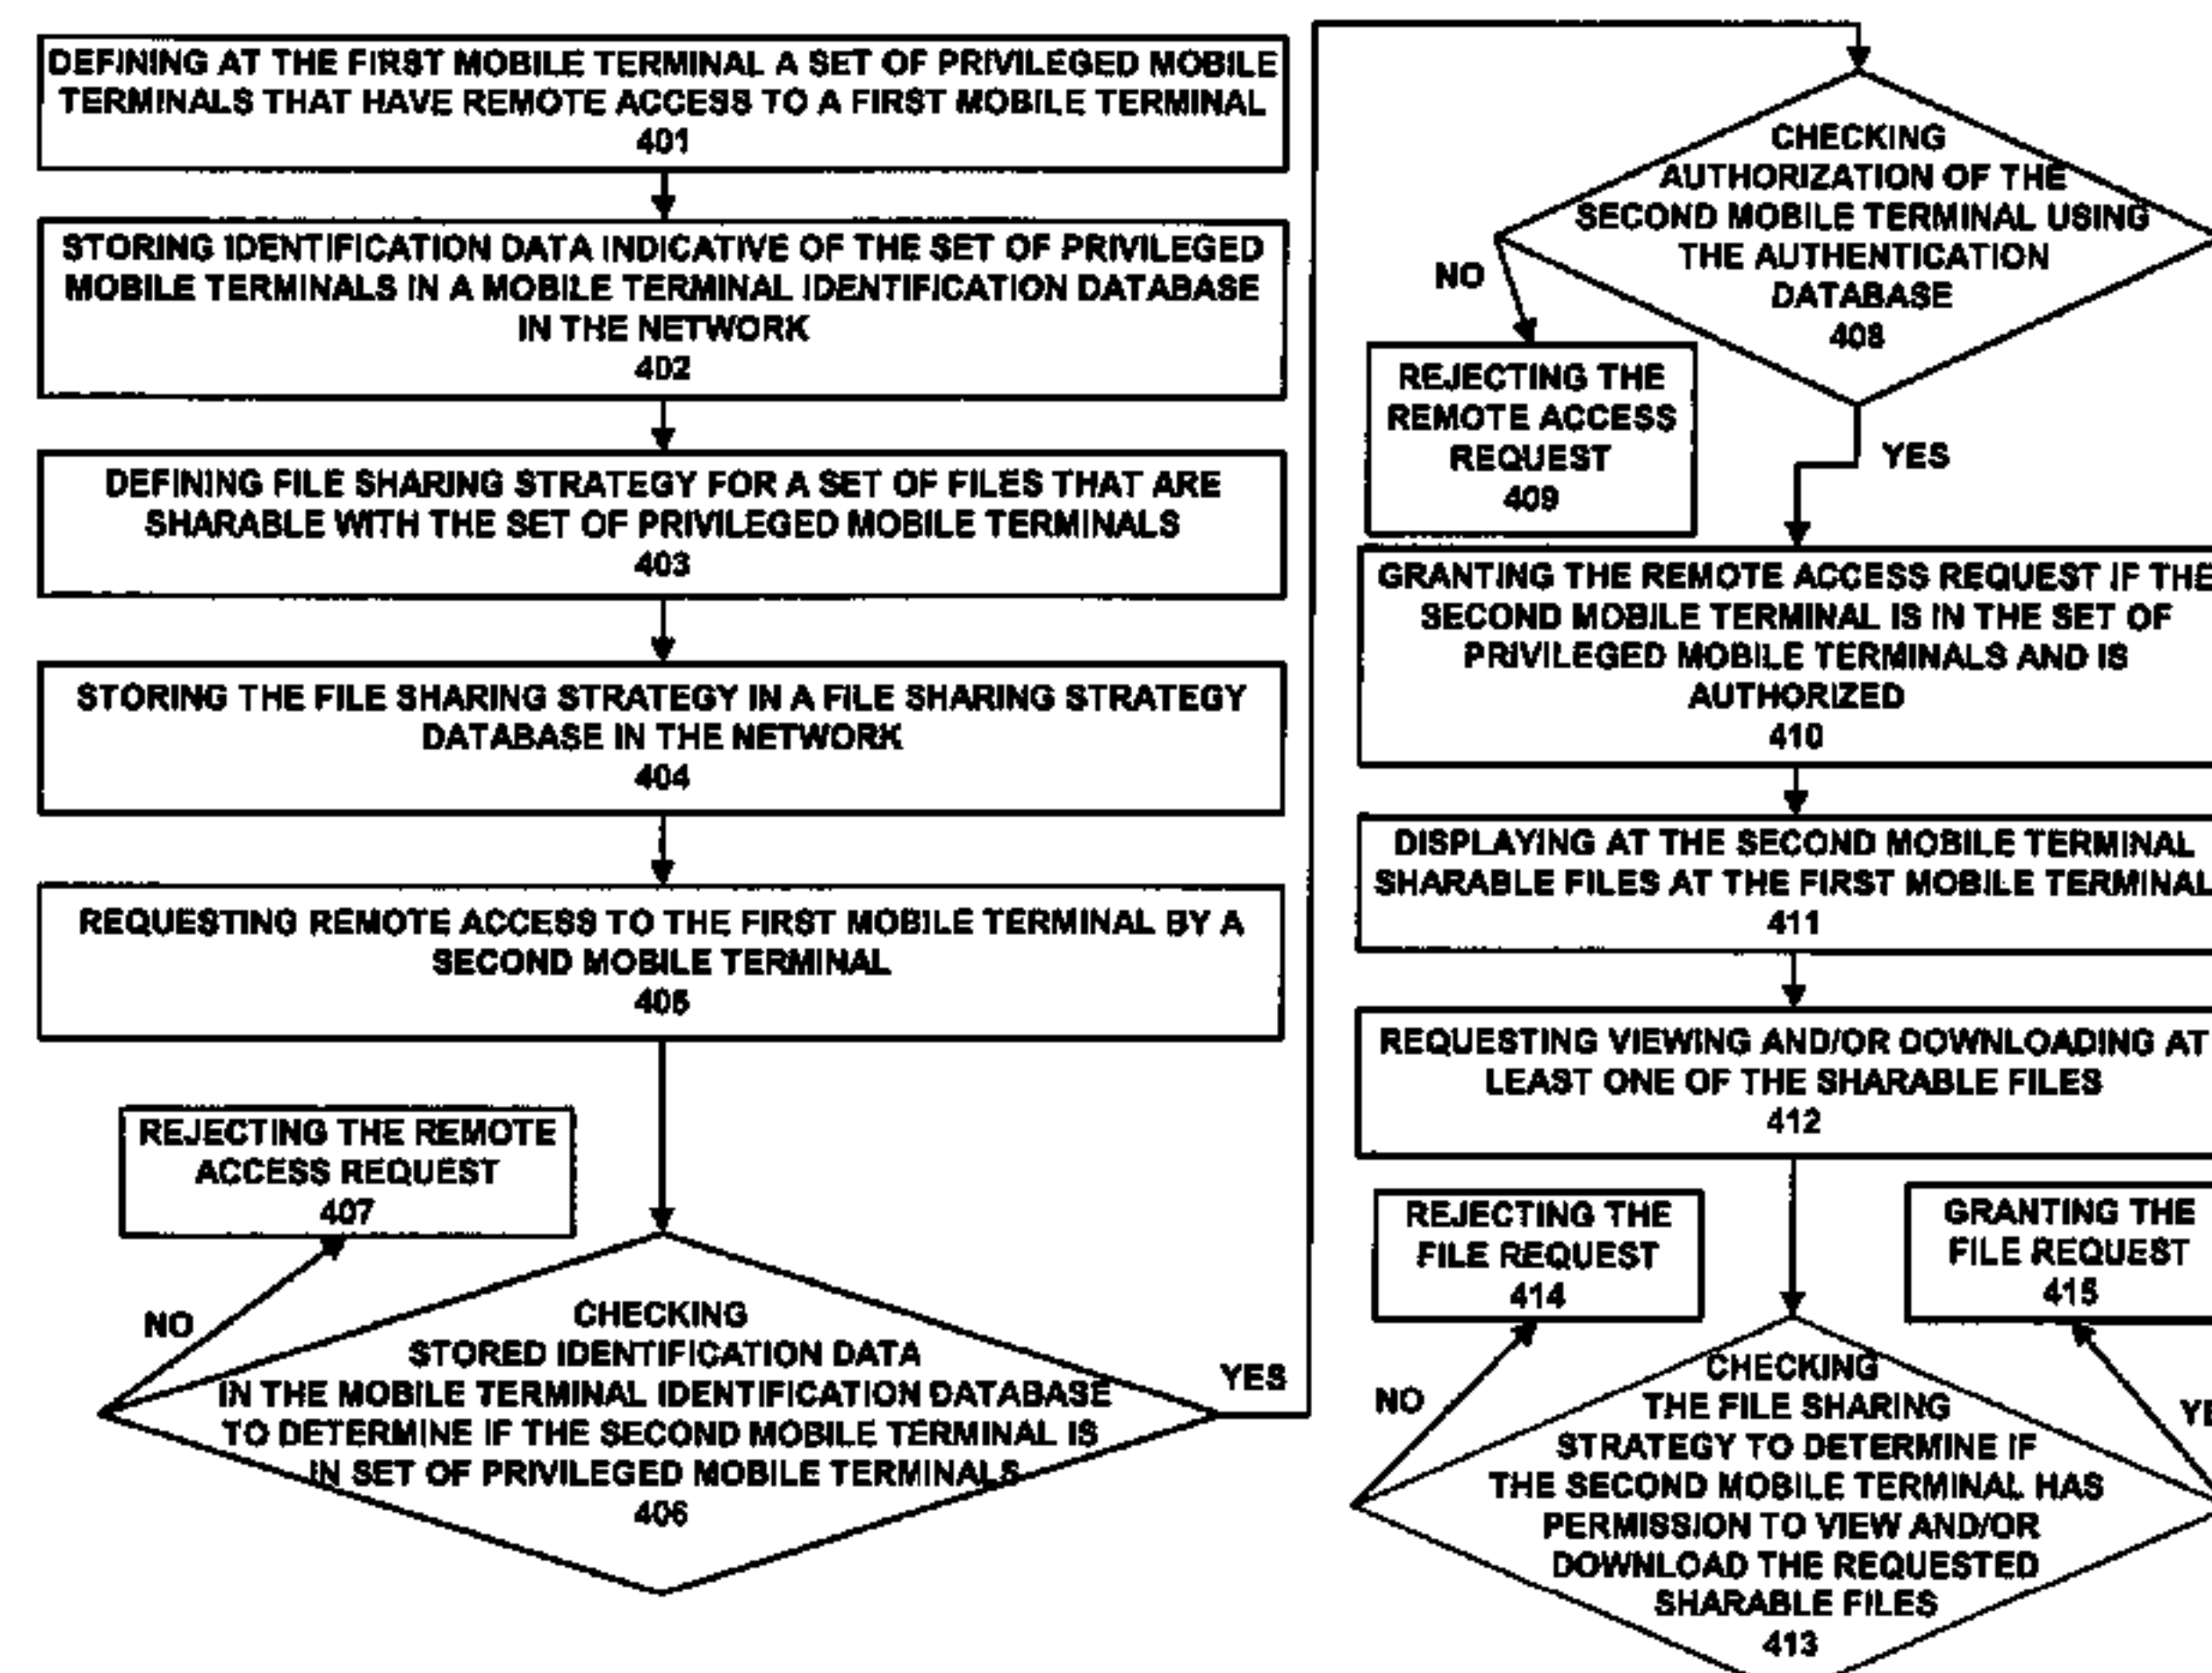 DEFINING AT THE FIRST MOBILE TERMINAL A SET OF PRIVILEGED MOBILE
TERMINALS THAT HAVE REMOTE ACCESS TO A FIRST MOBILE TERMINAL
401
STORING IDENTIFICATION DATA INDICATIVE OF THE SET OF PRIVILEGED
MOBILE TERMINALS IN A MOBILE TERMINAL IDENTIFICATION DATABASE
IN THE NETWORK
402
DEFINING FILE SHARING STRATEGY FOR A SET OF FILES THAT ARE
SHARABLE WITH THE SET OF PRIVILEGED MOBILE TERMINALS
403
STORING THE FILE SHARING STRATEGY IN A FILE SHARING STRATEGY
DATABASE IN THE NETWORK
404
REQUESTING REMOTE ACCESS TO THE FIRST MOBILE TERMINAL BY A
SECOND MOBILE TERMINAL
405
REJECTING THE REMOTE
ACCESS REQUEST
407
NO
CHECKING
STORED IDENTIFICATION DATA
IN THE MOBILE TERMINAL IDENTIFICATION DATABASE
TO DETERMINE IF THE SECOND MOBILE TERMINAL IS
IN SET OF PRIVILEGED MOBILE TERMINALS
406
YES
CHECKING
AUTHORIZATION OF THE
SECOND MOBILE TERMINAL USING
THE AUTHENTICATION
DATABASE
408
NO
REJECTING THE
REMOTE ACCESS
REQUEST
409
YES
GRANTING THE REMOTE ACCESS REQUEST IF THE
SECOND MOBILE TERMINAL IS IN THE SET OF
PRIVILEGED MOBILE TERMINALS AND IS
AUTHORIZED
410
DISPLAYING AT THE SECOND MOBILE TERMINAL
SHARABLE FILES AT THE FIRST MOBILE TERMINAL
411
REQUESTING VIEWING AND/OR DOWNLOADING AT
LEAST ONE OF THE SHARABLE FILES
412
REJECTING THE
FILE REQUEST
414
GRANTING THE
FILE REQUEST
415
NO
CHECKING
THE FILE SHARING
STRATEGY TO DETERMINE IF
THE SECOND MOBILE TERMINAL HAS
PERMISSION TO VIEW AND/OR
DOWNLOAD THE REQUESTED
SHARABLE FILES
413